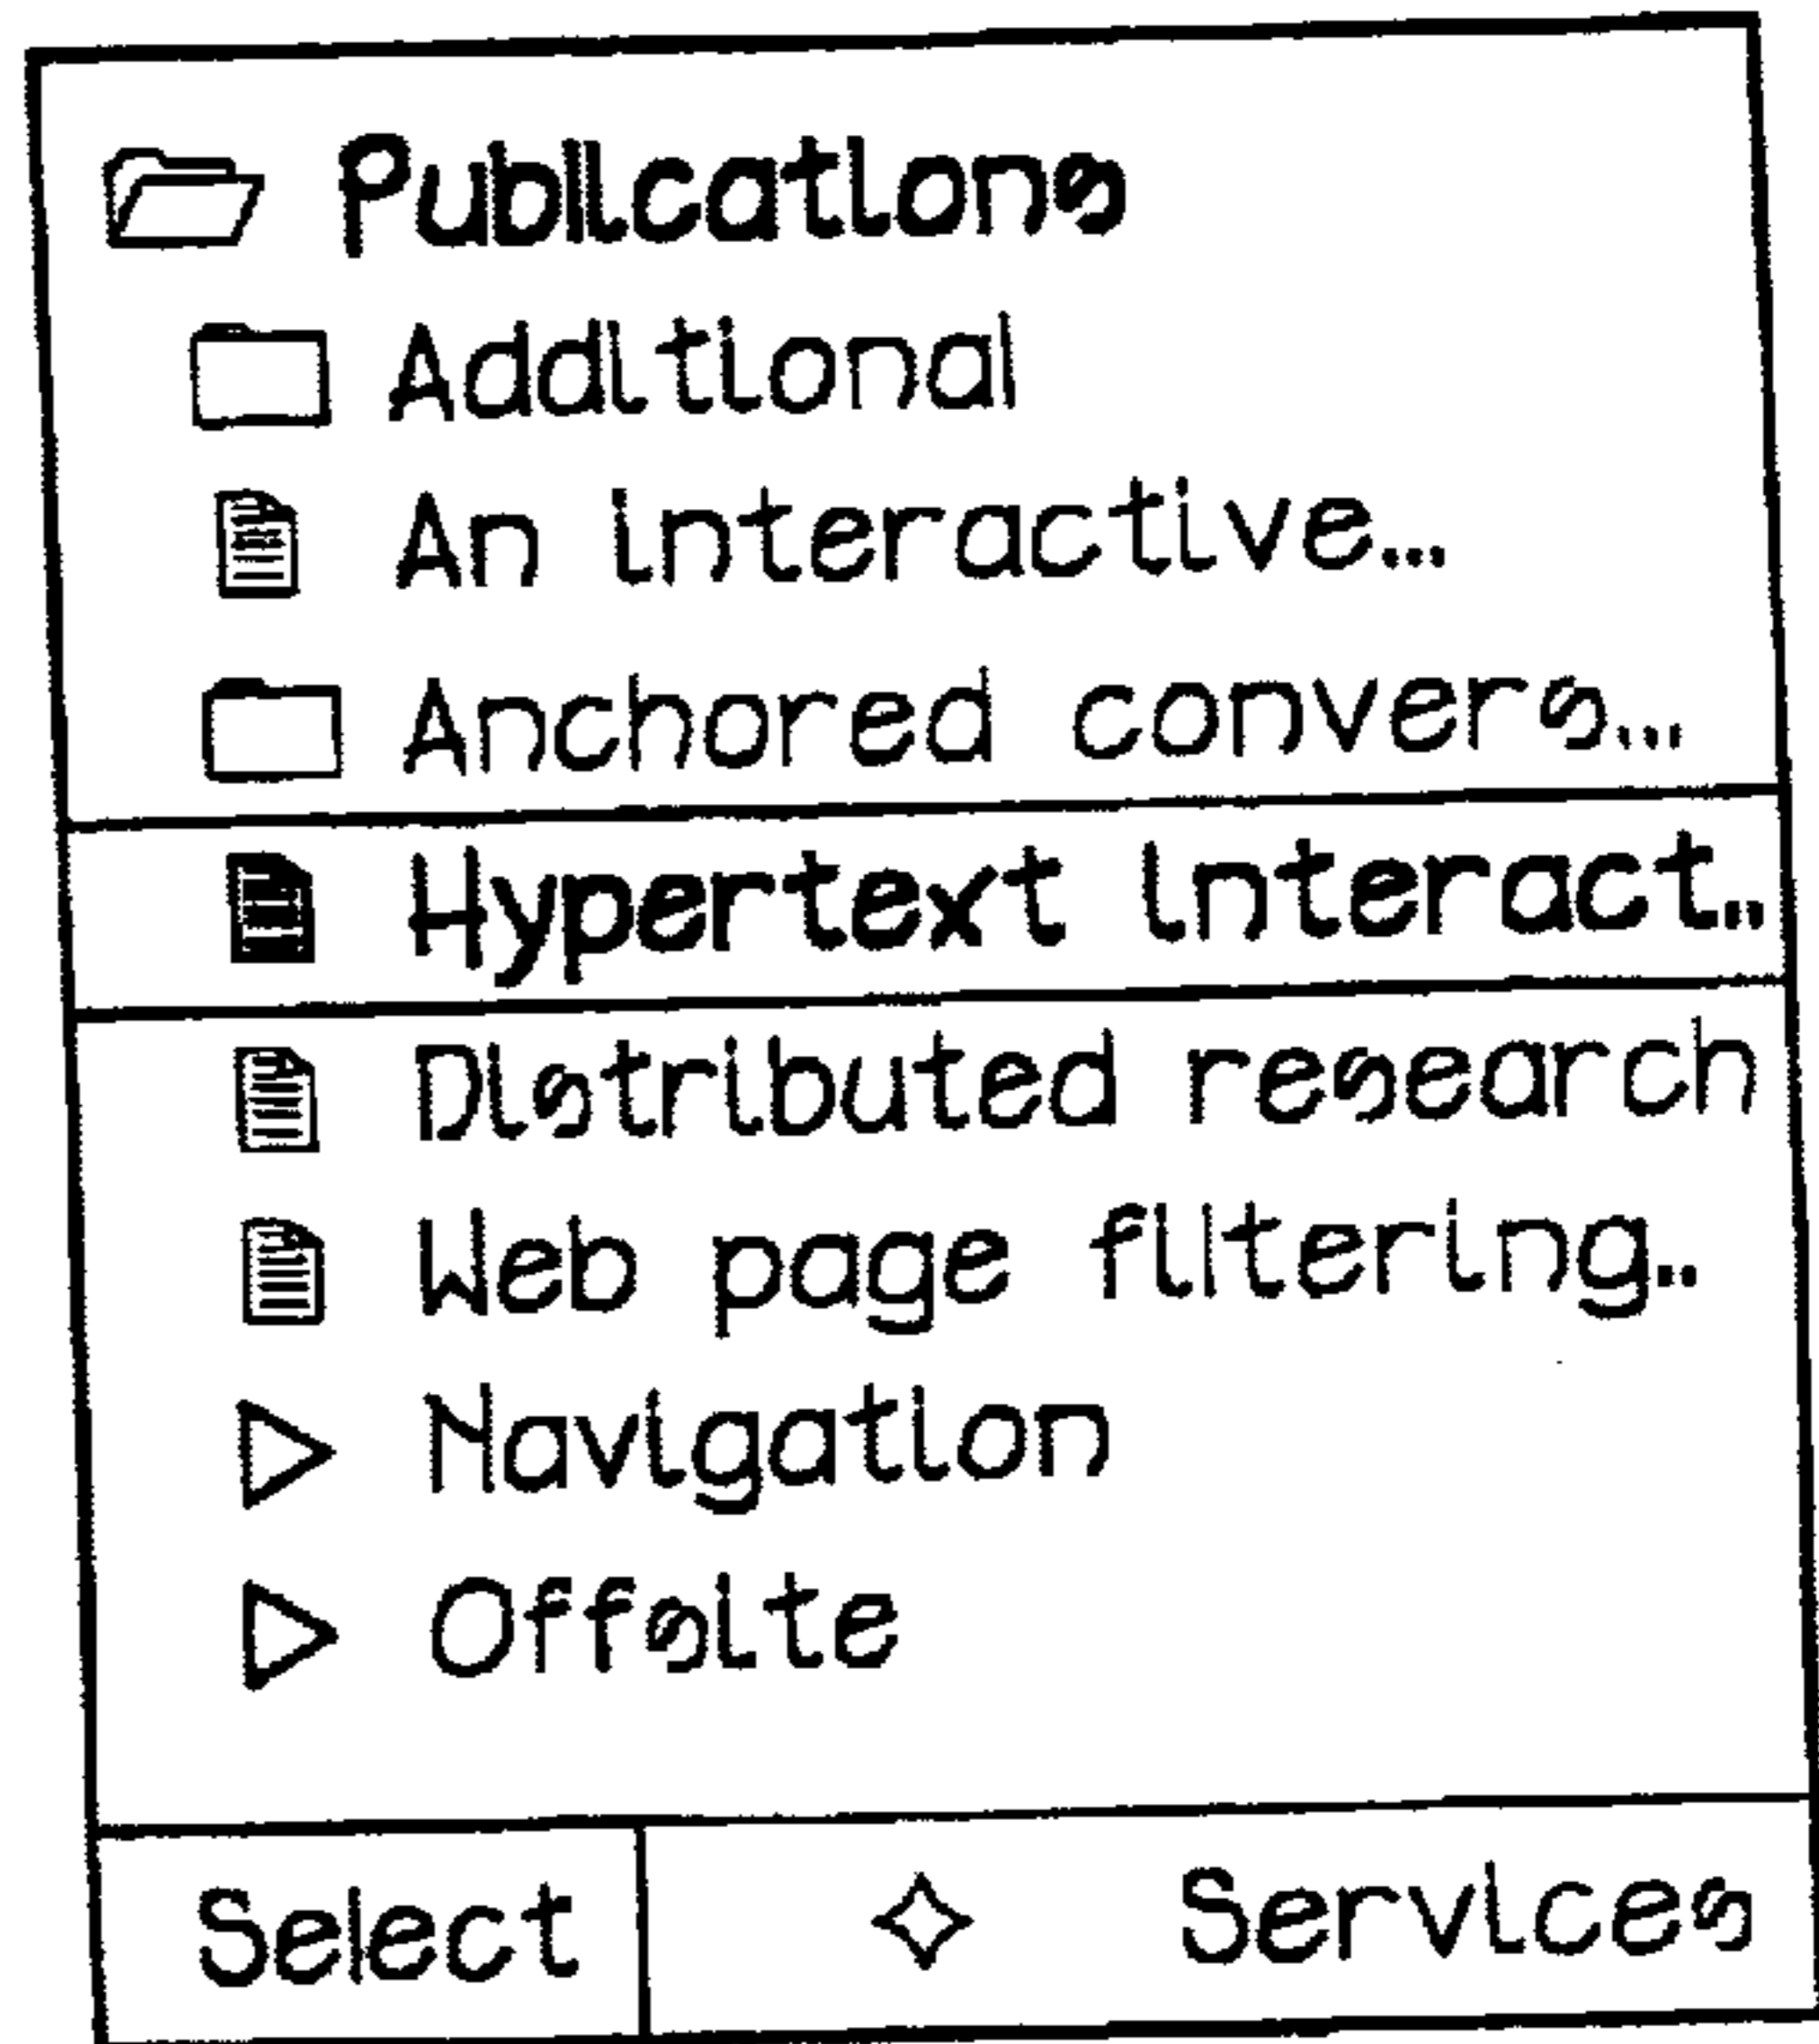 Publications
Additional
An interactive...
Anchored convers...
Hypertext Interact..
Distributed research
Web page filtering..
Navigation
Offsite
Select Services